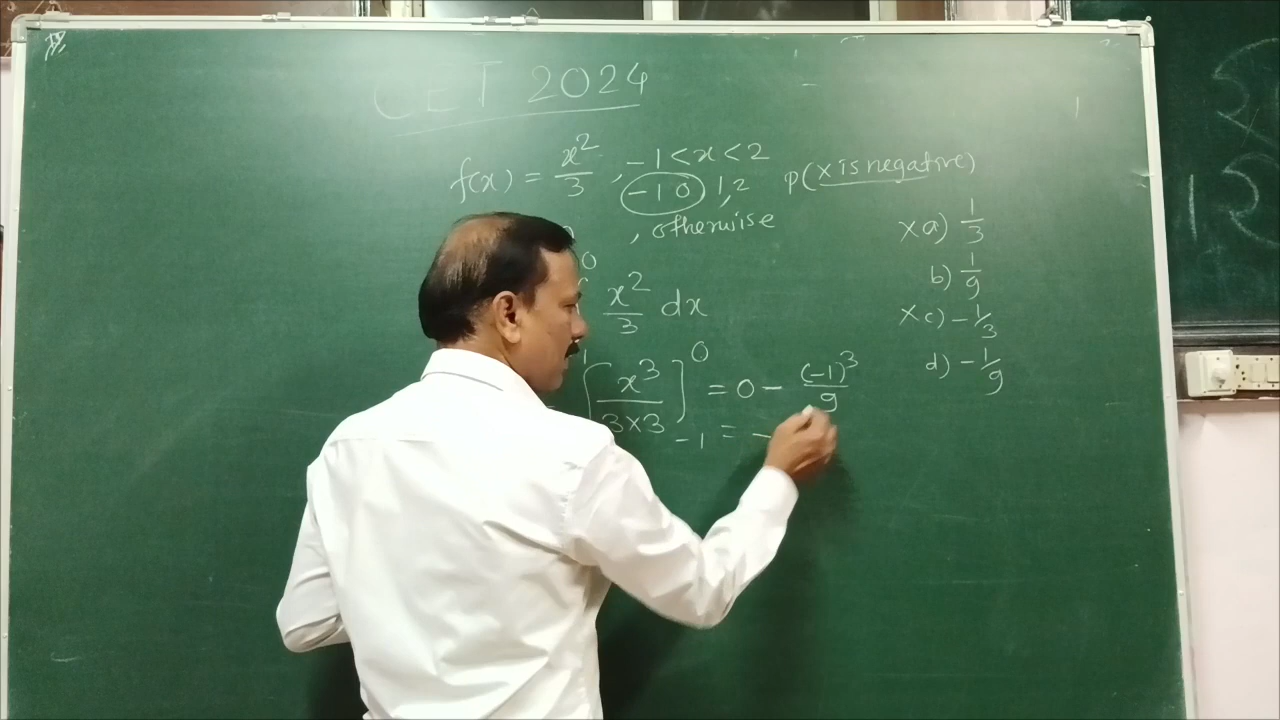 CET 2024
f(x) = x²/3 , -1 < x < 2
-1 0 1, 2 P(X is negative)
0 , otherwise
x a) 1/3
b) 1/9
x c) -1/3
d) -1/9
0
x²/3 dx
[x³/3×3]⁰ = 0 - (-1)³/9
-1 = -